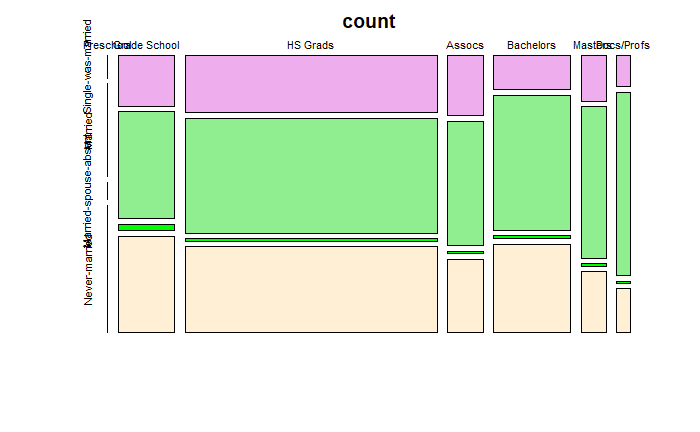 count
Preschool Grade School HS Grads Assocs Bachelors Masters Docs/Profs
Single-was-married
Married
Married-spouse-absent
Never-married